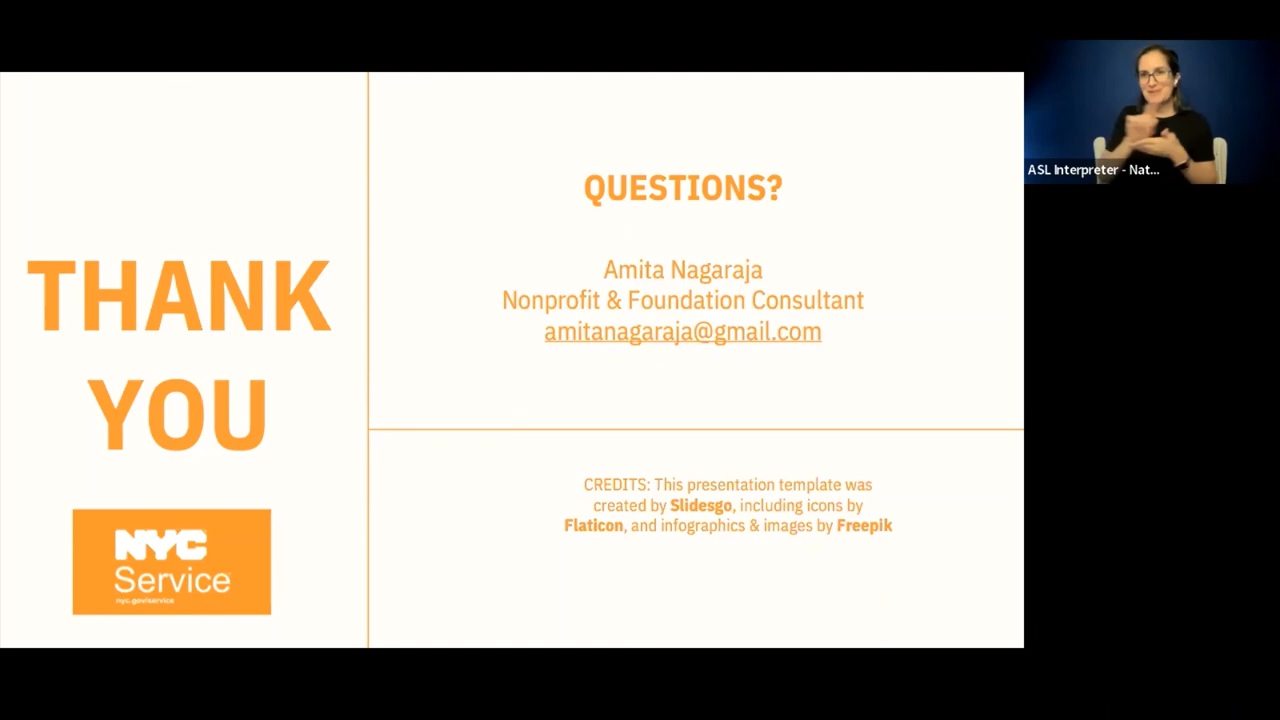 THANK
YOU
NYC
Service
nyc.gov/service
QUESTIONS?
Amita Nagaraja
Nonprofit & Foundation Consultant
amitanagaraja@gmail.com
CREDITS: This presentation template was
created by Slidesgo, including icons by
Flaticon, and infographics & images by Freepik
ASL Interpreter - Nat...